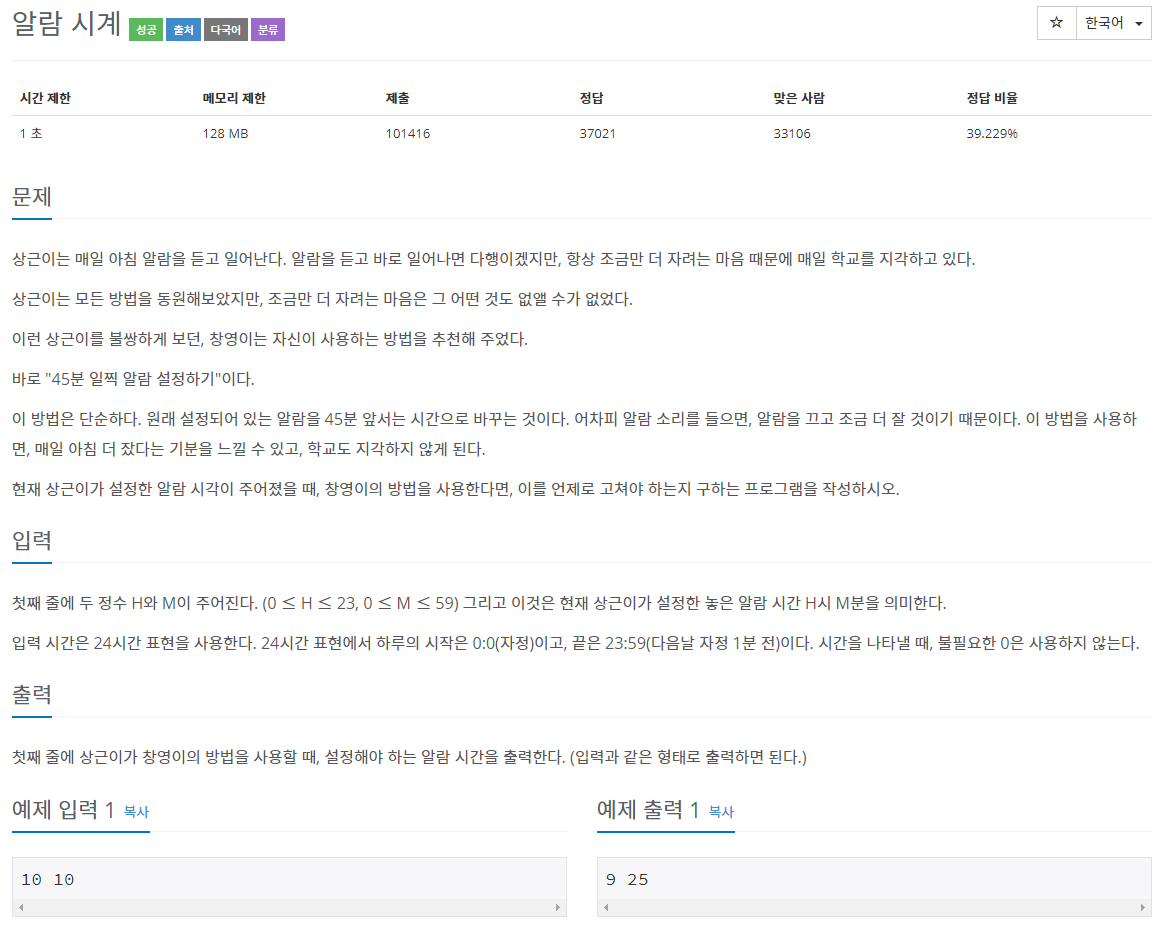 알람 시계 성공 출처 다국어 분류
☆ 한국어
시간 제한 메모리 제한 제출 정답 맞은 사람 정답 비율
1 초 128 MB 101416 37021 33106 39.229%
문제
상근이는 매일 아침 알람을 듣고 일어난다. 알람을 듣고 바로 일어나면 다행이겠지만, 항상 조금만 더 자려는 마음 때문에 매일 학교를 지각하고 있다.
상근이는 모든 방법을 동원해보았지만, 조금만 더 자려는 마음은 그 어떤 것도 없앨 수가 없었다.
이런 상근이를 불쌍하게 보던, 창영이는 자신이 사용하는 방법을 추천해 주었다.
바로 "45분 일찍 알람 설정하기"이다.
이 방법은 단순하다. 원래 설정되어 있는 알람을 45분 앞서는 시간으로 바꾸는 것이다. 어차피 알람 소리를 들으면, 알람을 끄고 조금 더 잘 것이기 때문이다. 이 방법을 사용하
면, 매일 아침 더 잤다는 기분을 느낄 수 있고, 학교도 지각하지 않게 된다.
현재 상근이가 설정한 알람 시각이 주어졌을 때, 창영이의 방법을 사용한다면, 이를 언제로 고쳐야 하는지 구하는 프로그램을 작성하시오.
입력
첫째 줄에 두 정수 H와 M이 주어진다. (0 ≤ H ≤ 23, 0 ≤ M ≤ 59) 그리고 이것은 현재 상근이가 설정한 놓은 알람 시간 H시 M분을 의미한다.
입력 시간은 24시간 표현을 사용한다. 24시간 표현에서 하루의 시작은 0:0(자정)이고, 끝은 23:59(다음날 자정 1분 전)이다. 시간을 나타낼 때, 불필요한 0은 사용하지 않는다.
출력
첫째 줄에 상근이가 창영이의 방법을 사용할 때, 설정해야 하는 알람 시간을 출력한다. (입력과 같은 형태로 출력하면 된다.)
예제 입력 1 복사
10 10
예제 출력 1 복사
9 25